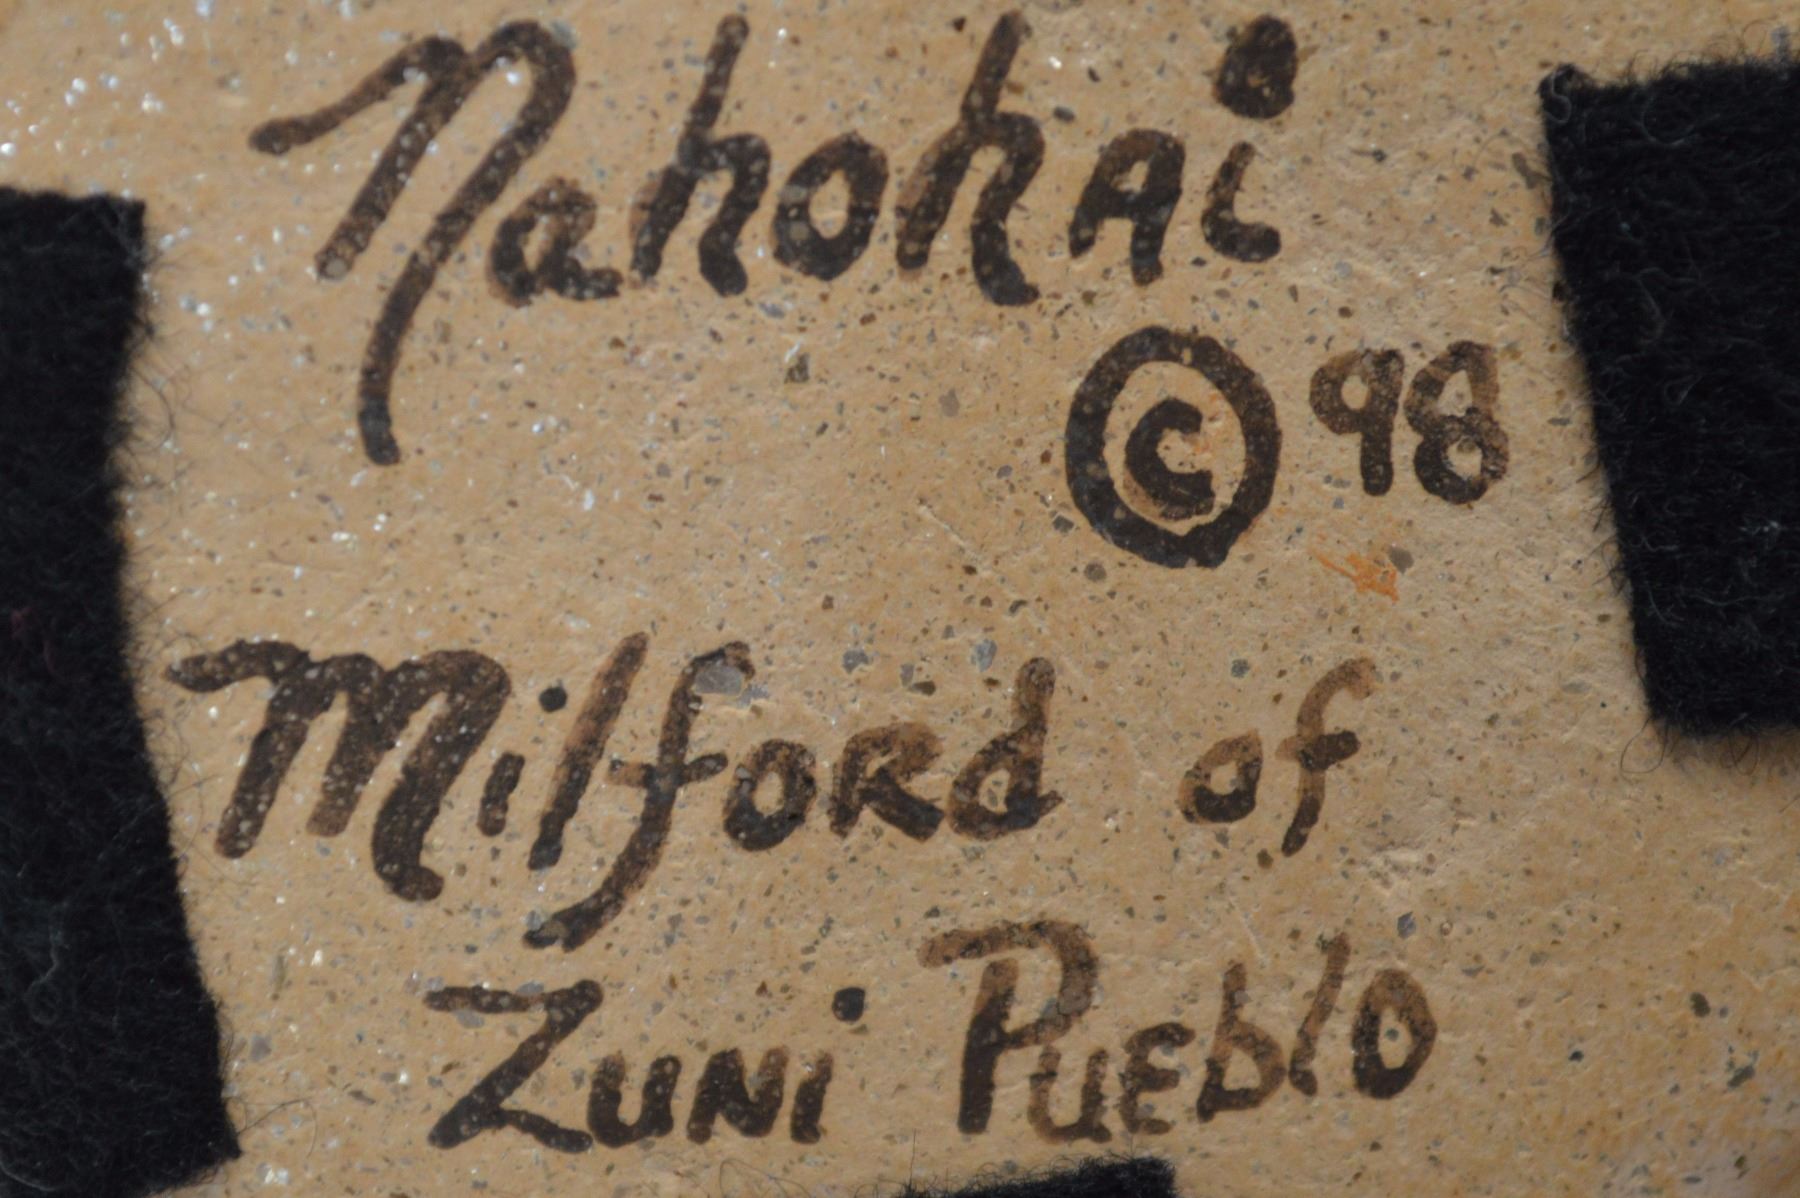 Nahohai
© 98
Milford of
Zuni Pueblo